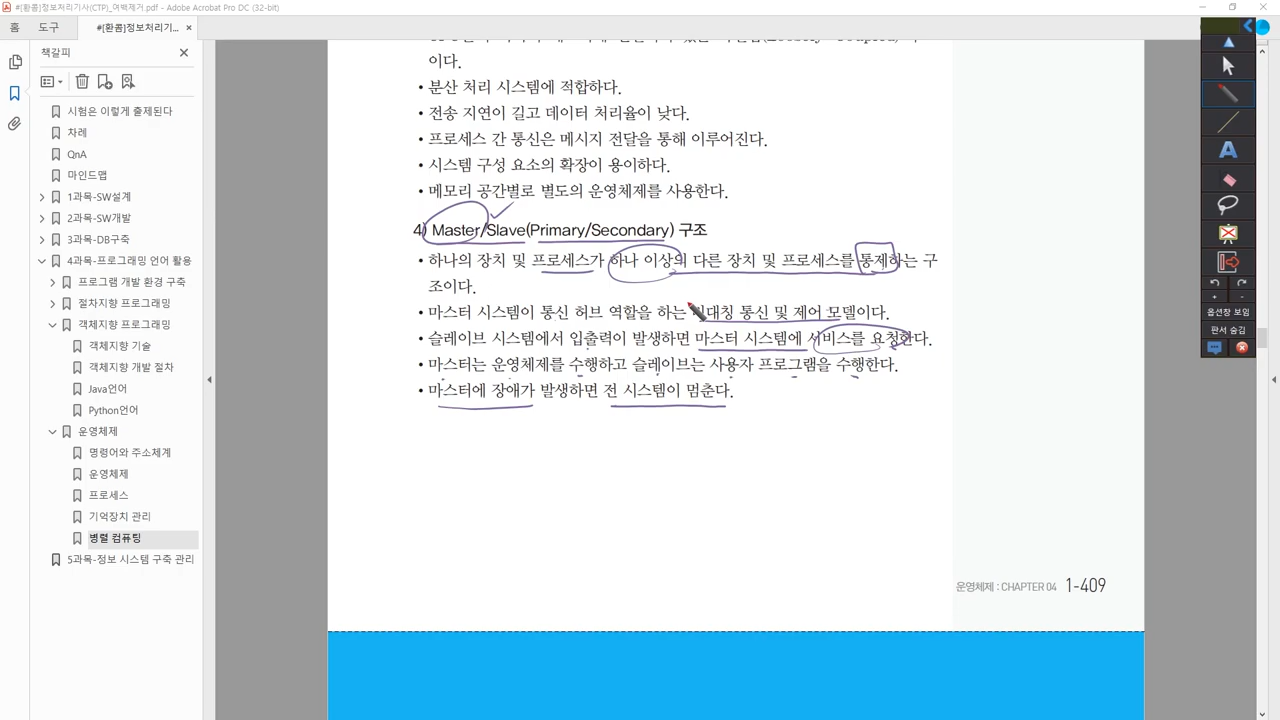 #[환콤]정보처리기사(CTP)_여백제거.pdf - Adobe Acrobat Pro DC (32-bit)
홈 도구 #[환콤]정보처리기... ×
책갈피
시험은 이렇게 출제된다
차례
QnA
마인드맵
1과목-SW설계
2과목-SW개발
3과목-DB구축
4과목-프로그래밍 언어 활용
프로그램 개발 환경 구축
절차지향 프로그래밍
객체지향 프로그래밍
객체지향 기술
객체지향 개발 절차
Java언어
Python언어
운영체제
명령어와 주소체계
운영체제
프로세스
기억장치 관리
병렬 컴퓨팅
5과목-정보 시스템 구축 관리
이다.
• 분산 처리 시스템에 적합하다.
• 전송 지연이 길고 데이터 처리율이 낮다.
• 프로세스 간 통신은 메시지 전달을 통해 이루어진다.
• 시스템 구성 요소의 확장이 용이하다.
• 메모리 공간별로 별도의 운영체제를 사용한다.
4) Master/Slave(Primary/Secondary) 구조
• 하나의 장치 및 프로세스가 하나 이상의 다른 장치 및 프로세스를 통제하는 구
조이다.
• 마스터 시스템이 통신 허브 역할을 하는 비대칭 통신 및 제어 모델이다.
• 슬레이브 시스템에서 입출력이 발생하면 마스터 시스템에 서비스를 요청한다.
• 마스터는 운영체제를 수행하고 슬레이브는 사용자 프로그램을 수행한다.
• 마스터에 장애가 발생하면 전 시스템이 멈춘다.
운영체제 : CHAPTER 04 1-409
A
옵션창 보임
판서 숨김